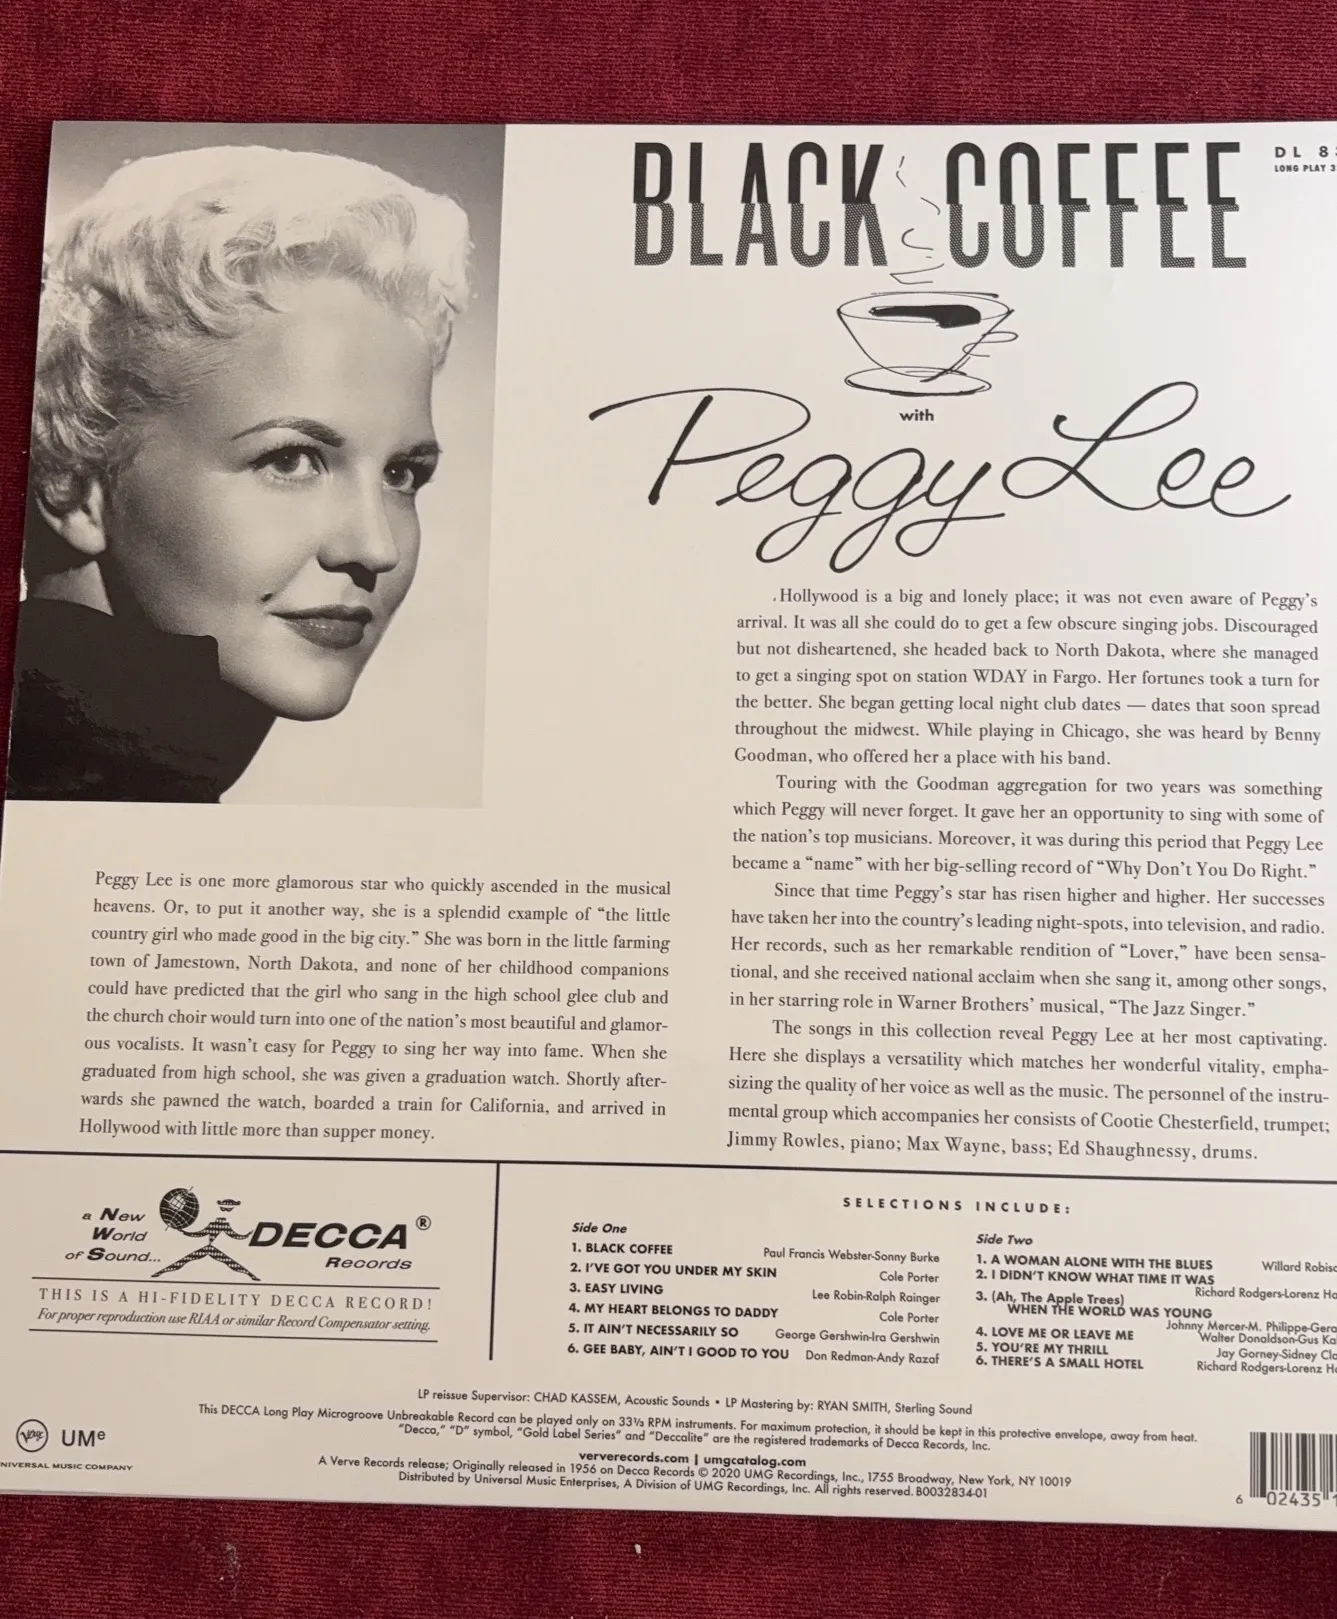 BLACK COFFEE
DL 8
LONG PLAY 3
with
Peggy Lee
Peggy Lee is one more glamorous star who quickly ascended in the musical
heavens. Or, to put it another way, she is a splendid example of “the little
country girl who made good in the big city.” She was born in the little farming
town of Jamestown, North Dakota, and none of her childhood companions
could have predicted that the girl who sang in the high school glee club and
the church choir would turn into one of the nation’s most beautiful and glamor-
ous vocalists. It wasn’t easy for Peggy to sing her way into fame. When she
graduated from high school, she was given a graduation watch. Shortly after-
wards she pawned the watch, boarded a train for California, and arrived in
Hollywood with little more than supper money.
.Hollywood is a big and lonely place; it was not even aware of Peggy’s
arrival. It was all she could do to get a few obscure singing jobs. Discouraged
but not disheartened, she headed back to North Dakota, where she managed
to get a singing spot on station WDAY in Fargo. Her fortunes took a turn for
the better. She began getting local night club dates — dates that soon spread
throughout the midwest. While playing in Chicago, she was heard by Benny
Goodman, who offered her a place with his band.
Touring with the Goodman aggregation for two years was something
which Peggy will never forget. It gave her an opportunity to sing with some of
the nation’s top musicians. Moreover, it was during this period that Peggy Lee
became a “name” with her big-selling record of “Why Don’t You Do Right.”
Since that time Peggy’s star has risen higher and higher. Her successes
have taken her into the country’s leading night-spots, into television, and radio.
Her records, such as her remarkable rendition of “Lover,” have been sensa-
tional, and she received national acclaim when she sang it, among other songs,
in her starring role in Warner Brothers’ musical, “The Jazz Singer.”
The songs in this collection reveal Peggy Lee at her most captivating.
Here she displays a versatility which matches her wonderful vitality, empha-
sizing the quality of her voice as well as the music. The personnel of the instru-
mental group which accompanies her consists of Cootie Chesterfield, trumpet;
Jimmy Rowles, piano; Max Wayne, bass; Ed Shaughnessy, drums.
a New
World
of Sound...
DECCA®
Records
THIS IS A HI-FIDELITY DECCA RECORD!
For proper reproduction use RIAA or similar Record Compensator setting.
SELECTIONS INCLUDE:
Side One
1. BLACK COFFEE Paul Francis Webster-Sonny Burke
2. I’VE GOT YOU UNDER MY SKIN Cole Porter
3. EASY LIVING Lee Robin-Ralph Rainger
4. MY HEART BELONGS TO DADDY Cole Porter
5. IT AIN’T NECESSARILY SO George Gershwin-Ira Gershwin
6. GEE BABY, AIN’T I GOOD TO YOU Don Redman-Andy Razaf
Side Two
1. A WOMAN ALONE WITH THE BLUES Willard Robiso
2. I DIDN’T KNOW WHAT TIME IT WAS Richard Rodgers-Lorenz Ha
3. (Ah, The Apple Trees)
WHEN THE WORLD WAS YOUNG Johnny Mercer-M. Philippe-Gera
4. LOVE ME OR LEAVE ME Walter Donaldson-Gus Ka
5. YOU’RE MY THRILL Jay Gorney-Sidney Cla
6. THERE’S A SMALL HOTEL Richard Rodgers-Lorenz Ha
LP reissue Supervisor: CHAD KASSEM, Acoustic Sounds • LP Mastering by: RYAN SMITH, Sterling Sound
This DECCA Long Play Microgroove Unbreakable Record can be played only on 33⅓ RPM instruments. For maximum protection, it should be kept in this protective envelope, away from heat.
“Decca,” “D” symbol, “Gold Label Series” and “Deccalite” are the registered trademarks of Decca Records, Inc.
ververecords.com | umgcatalog.com
A Verve Records release; Originally released in 1956 on Decca Records © 2020 UMG Recordings, Inc., 1755 Broadway, New York, NY 10019
Distributed by Universal Music Enterprises, A Division of UMG Recordings, Inc. All rights reserved. B0032834-01
Verve
UMe
NIVERSAL MUSIC COMPANY
6 02435 1